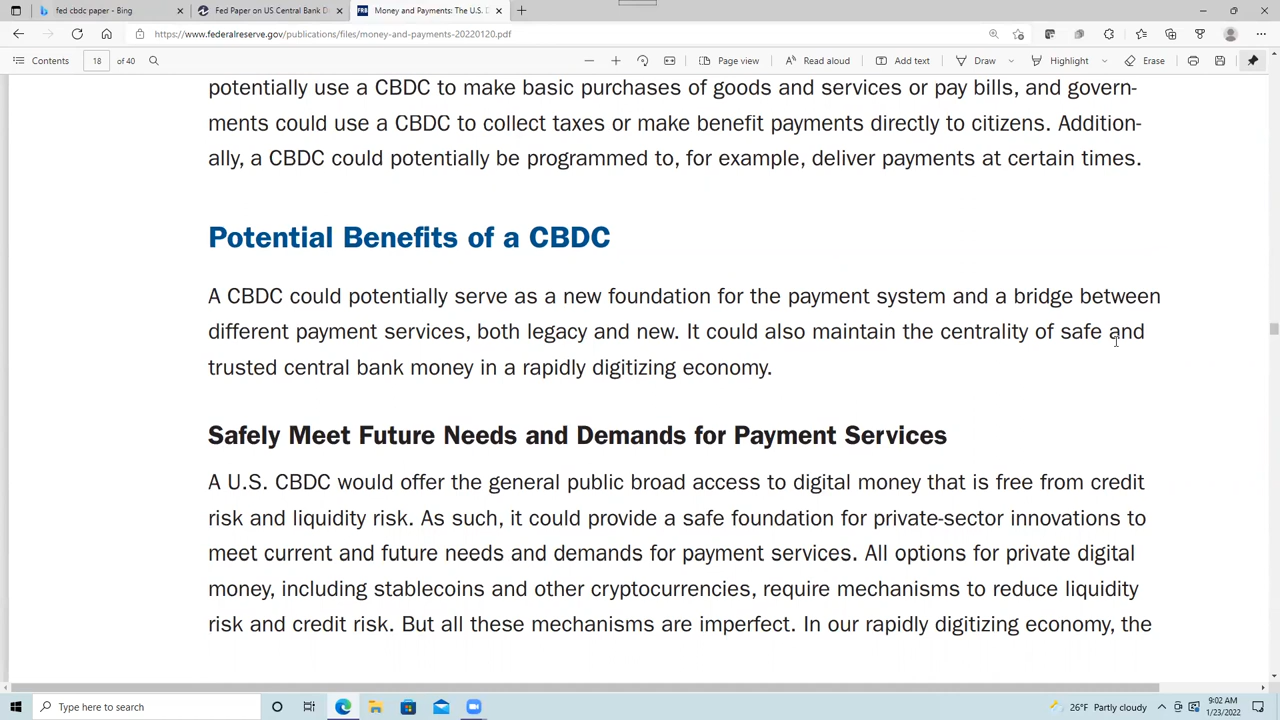 fed cbdc paper - Bing
Fed Paper on US Central Bank D
Money and Payments: The U.S. D
https://www.federalreserve.gov/publications/files/money-and-payments-20220120.pdf
Contents 18 of 40 Page view Read aloud Add text Draw Highlight Erase
potentially use a CBDC to make basic purchases of goods and services or pay bills, and govern-
ments could use a CBDC to collect taxes or make benefit payments directly to citizens. Addition-
ally, a CBDC could potentially be programmed to, for example, deliver payments at certain times.
Potential Benefits of a CBDC
A CBDC could potentially serve as a new foundation for the payment system and a bridge between
different payment services, both legacy and new. It could also maintain the centrality of safe and
trusted central bank money in a rapidly digitizing economy.
Safely Meet Future Needs and Demands for Payment Services
A U.S. CBDC would offer the general public broad access to digital money that is free from credit
risk and liquidity risk. As such, it could provide a safe foundation for private-sector innovations to
meet current and future needs and demands for payment services. All options for private digital
money, including stablecoins and other cryptocurrencies, require mechanisms to reduce liquidity
risk and credit risk. But all these mechanisms are imperfect. In our rapidly digitizing economy, the
Type here to search
26°F Partly cloudy
9:02 AM
1/23/2022